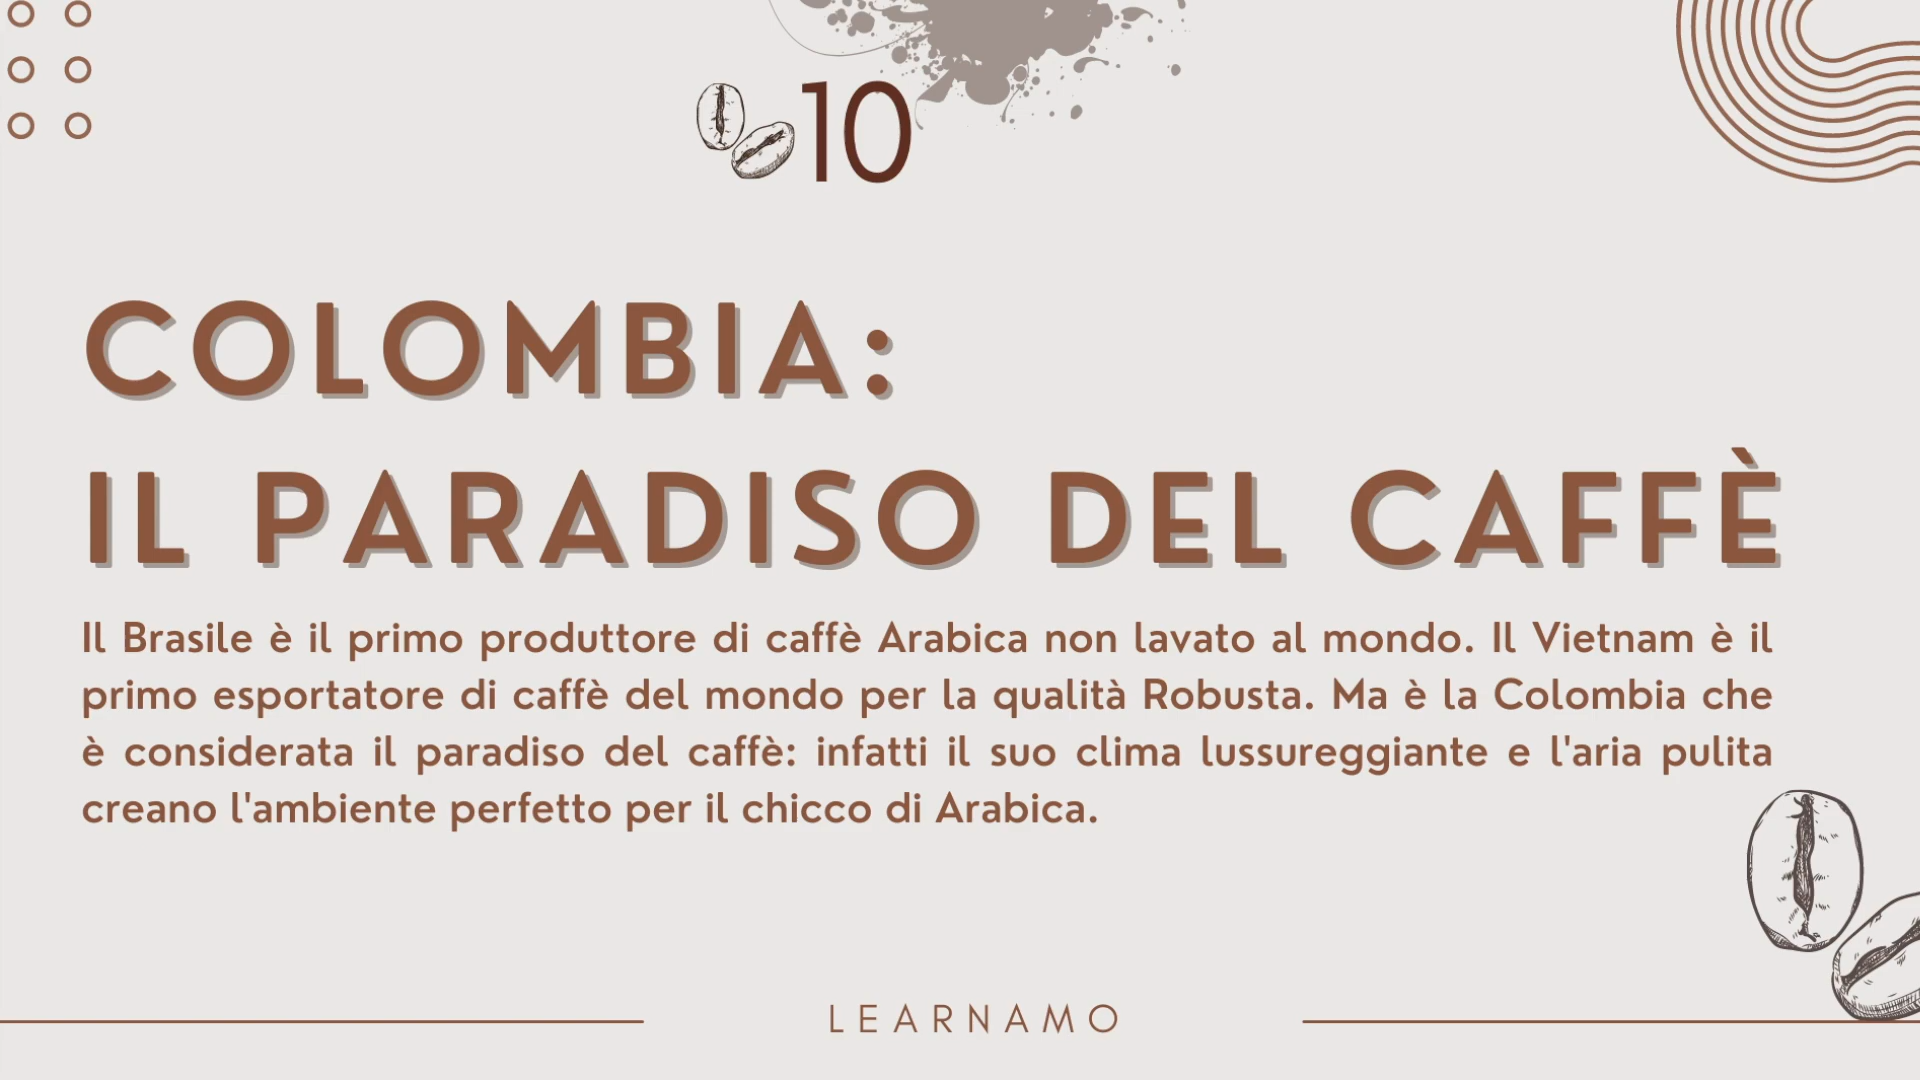 10
COLOMBIA:
IL PARADISO DEL CAFFÈ
Il Brasile è il primo produttore di caffè Arabica non lavato al mondo. Il Vietnam è il
primo esportatore di caffè del mondo per la qualità Robusta. Ma è la Colombia che
è considerata il paradiso del caffè: infatti il suo clima lussureggiante e l'aria pulita
creano l'ambiente perfetto per il chicco di Arabica.
LEARNAMO